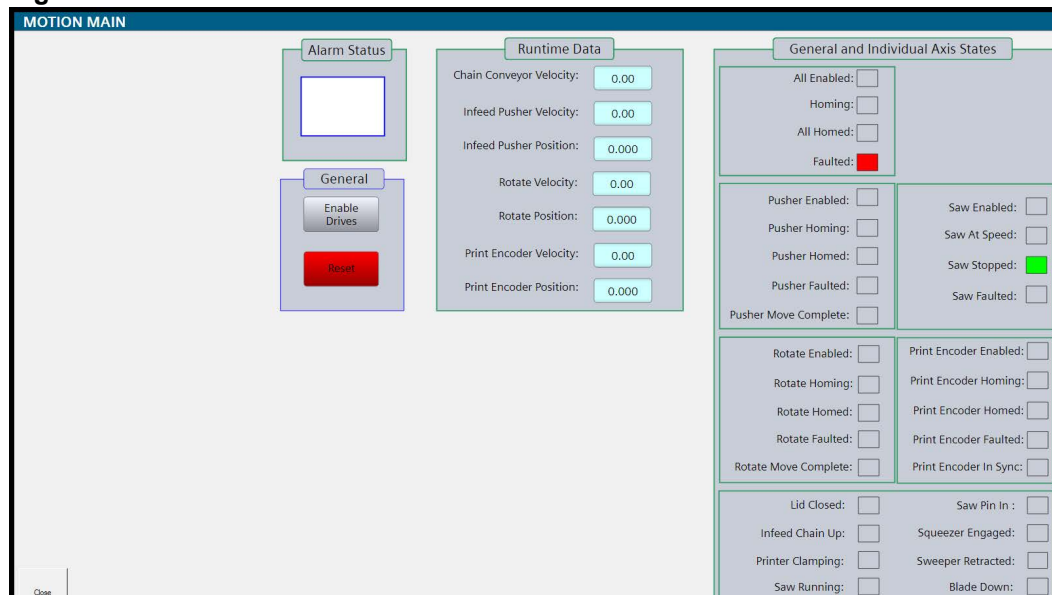 MOTION MAIN
Alarm Status
General
Enable
Drives
Reset
Runtime Data
Chain Conveyor Velocity: 0.00
Infeed Pusher Velocity: 0.00
Infeed Pusher Position: 0.000
Rotate Velocity: 0.00
Rotate Position: 0.000
Print Encoder Velocity: 0.00
Print Encoder Position: 0.000
General and Individual Axis States
All Enabled:
Homing:
All Homed:
Faulted:
Pusher Enabled:
Pusher Homing:
Pusher Homed:
Pusher Faulted:
Pusher Move Complete:
Saw Enabled:
Saw At Speed:
Saw Stopped:
Saw Faulted:
Rotate Enabled:
Rotate Homing:
Rotate Homed:
Rotate Faulted:
Rotate Move Complete:
Print Encoder Enabled:
Print Encoder Homing:
Print Encoder Homed:
Print Encoder Faulted:
Print Encoder In Sync:
Lid Closed:
Infeed Chain Up:
Printer Clamping:
Saw Running:
Saw Pin In :
Squeezer Engaged:
Sweeper Retracted:
Blade Down:
Close